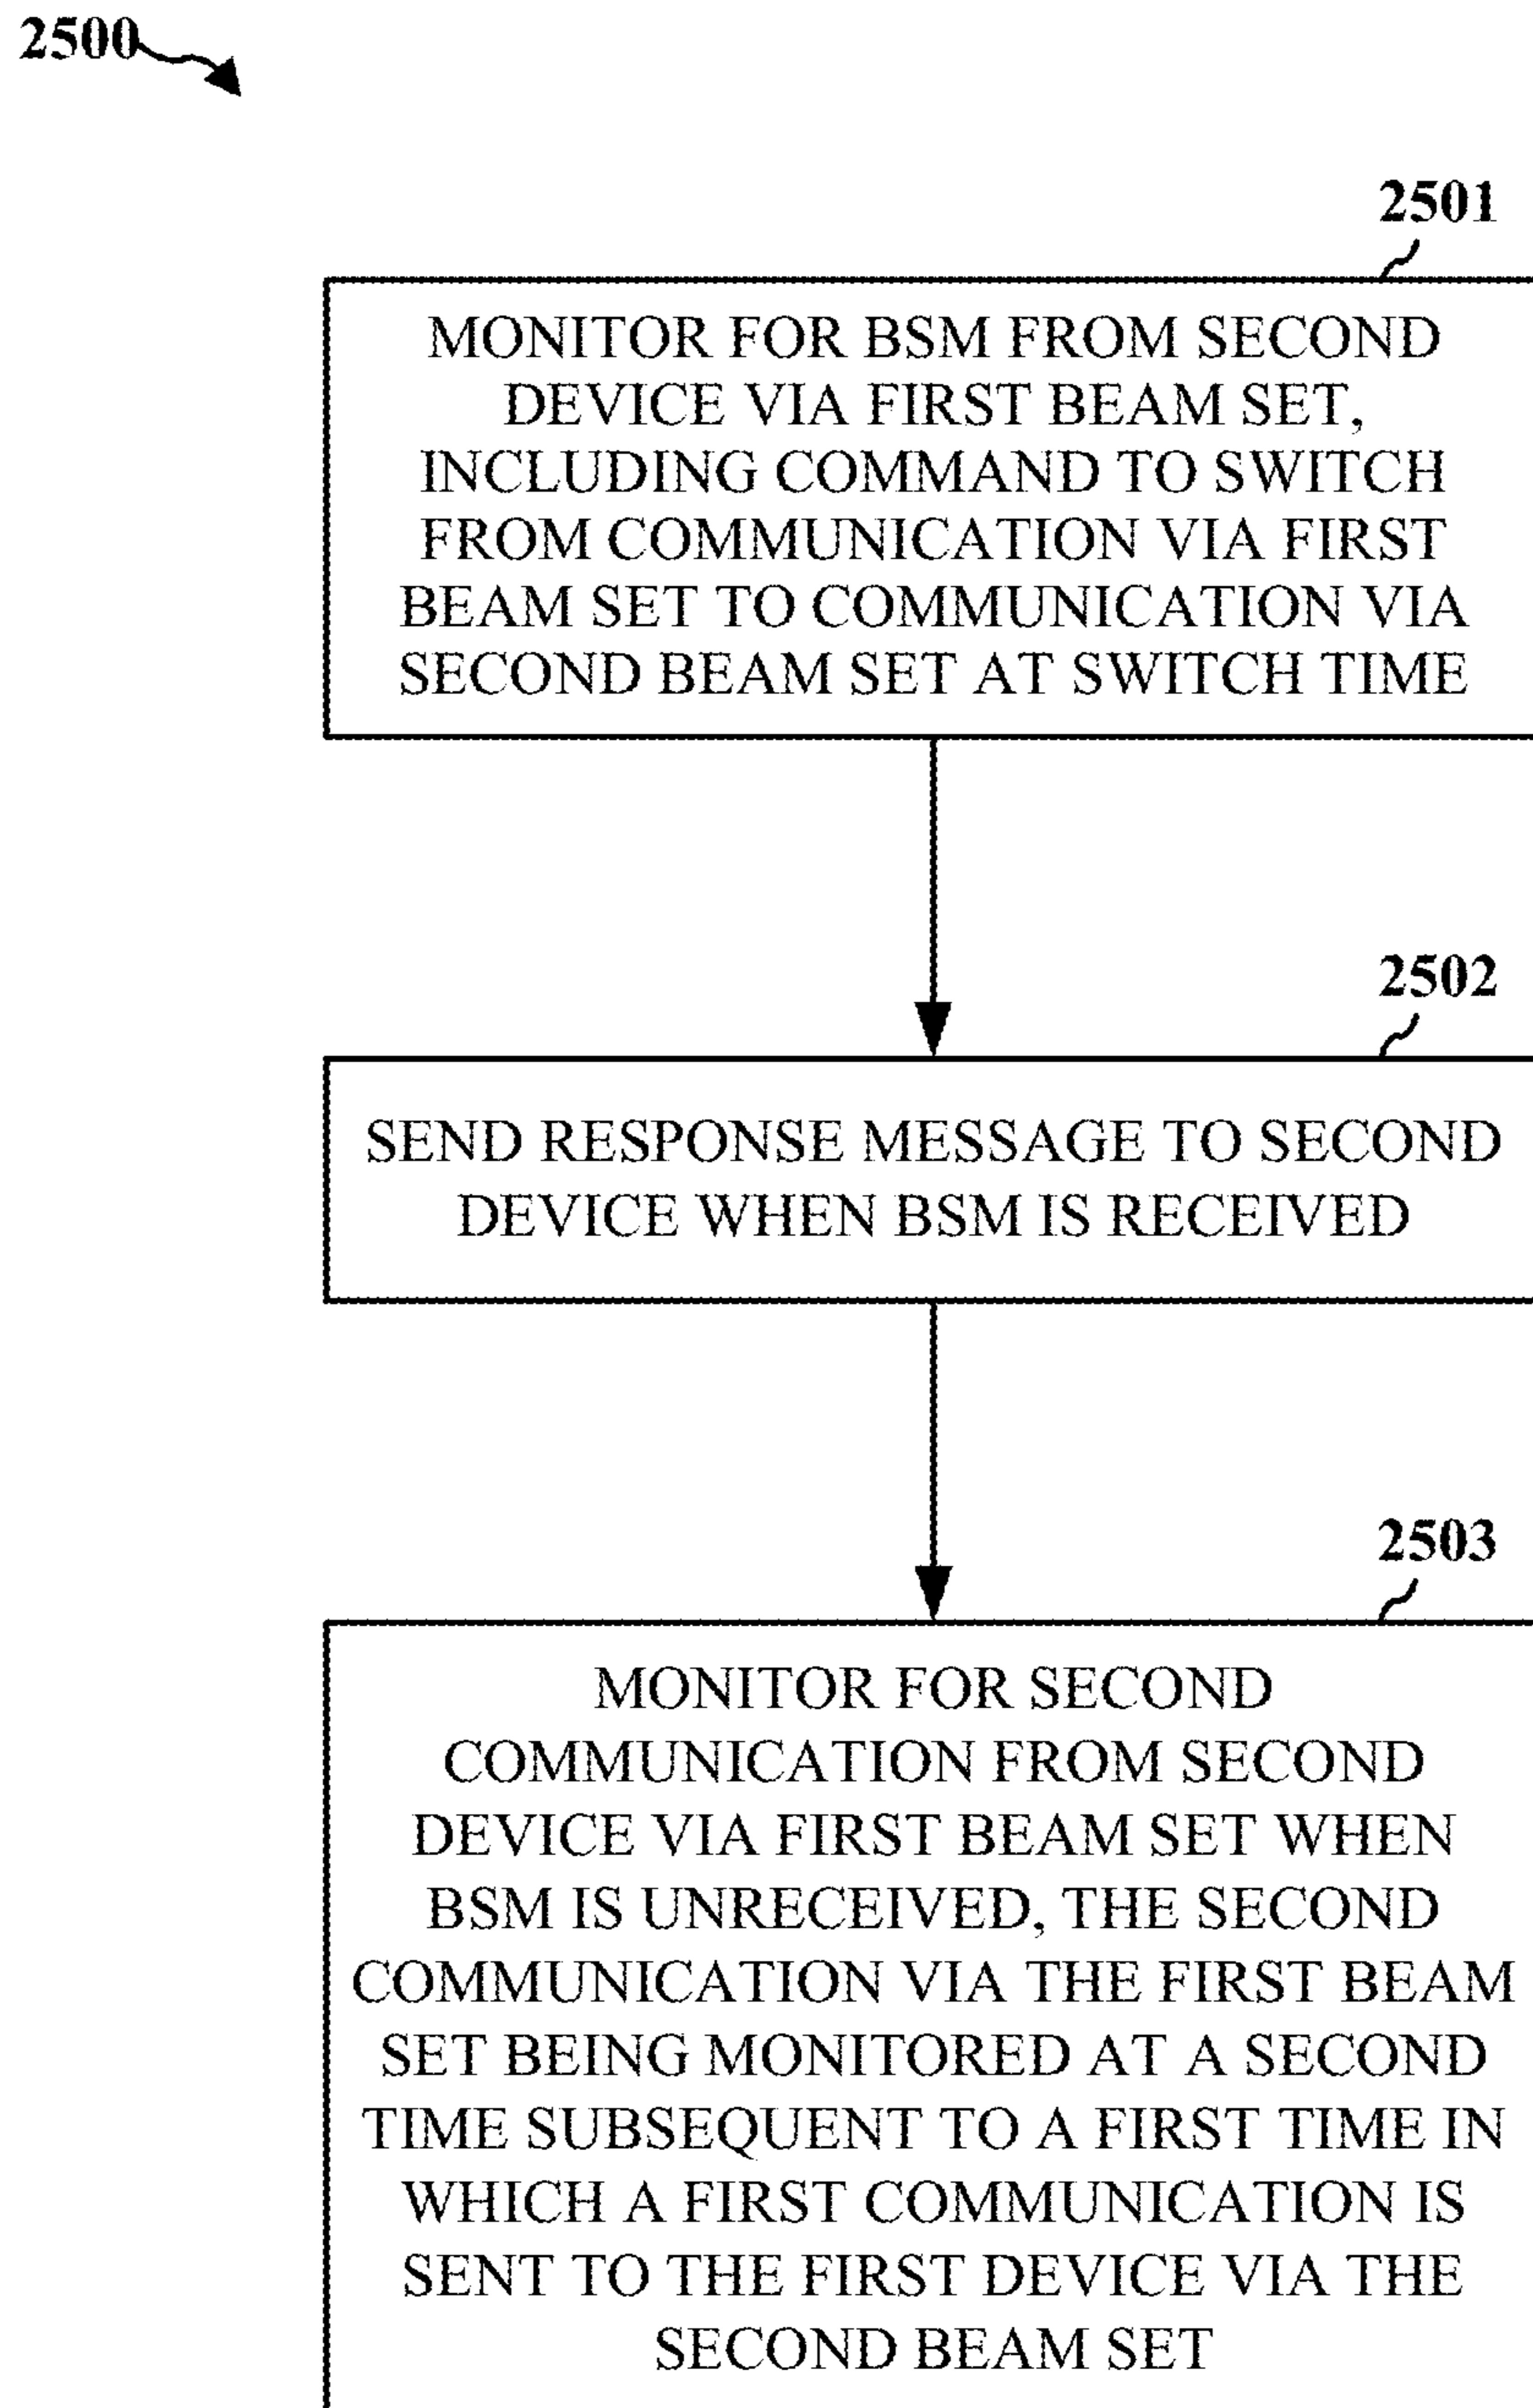 2500
2501
MONITOR FOR BSM FROM SECOND
DEVICE VIA FIRST BEAM SET,
INCLUDING COMMAND TO SWITCH
FROM COMMUNICATION VIA FIRST
BEAM SET TO COMMUNICATION VIA
SECOND BEAM SET AT SWITCH TIME
2502
SEND RESPONSE MESSAGE TO SECOND
DEVICE WHEN BSM IS RECEIVED
2503
MONITOR FOR SECOND
COMMUNICATION FROM SECOND
DEVICE VIA FIRST BEAM SET WHEN
BSM IS UNRECEIVED, THE SECOND
COMMUNICATION VIA THE FIRST BEAM
SET BEING MONITORED AT A SECOND
TIME SUBSEQUENT TO A FIRST TIME IN
WHICH A FIRST COMMUNICATION IS
SENT TO THE FIRST DEVICE VIA THE
SECOND BEAM SET